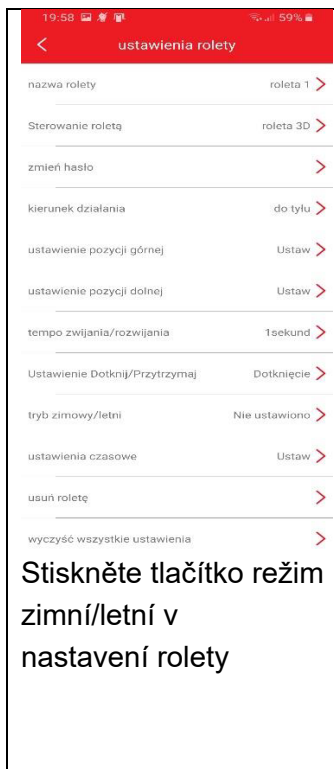 19:58 59%
ustawienia rolety
nazwa rolety roleta 1
Sterowanie roletą roleta 3D
zmień hasło
kierunek działania do tyłu
ustawienie pozycji górnej Ustaw
ustawienie pozycji dolnej Ustaw
tempo zwijania/rozwijania 1sekund
Ustawienie Dotknij/Przytrzymaj Dotknięcie
tryb zimowy/letni Nie ustawiono
ustawienia czasowe Ustaw
usuń roletę
wyczyść wszystkie ustawienia
Stiskněte tlačítko režim
zimní/letní v
nastavení rolety